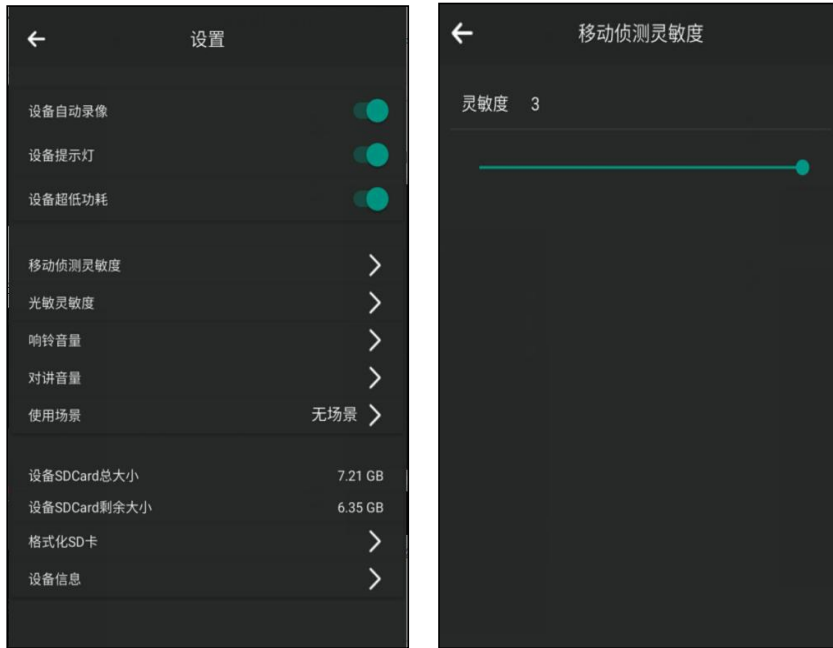 设置
设备自动录像
设备提示灯
设备超低功耗
移动侦测灵敏度
光敏灵敏度
响铃音量
对讲音量
使用场景 无场景
设备SDCard总大小 7.21 GB
设备SDCard剩余大小 6.35 GB
格式化SD卡
设备信息
移动侦测灵敏度
灵敏度 3